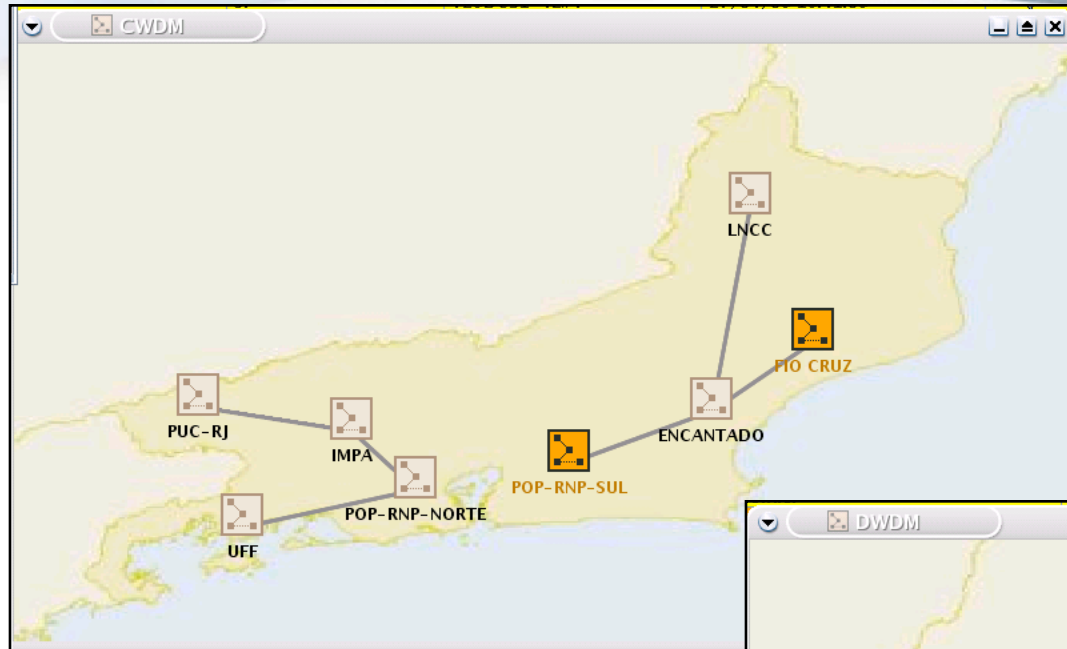 CWDM
LNCC
FIO CRUZ
PUC-RJ
IMPA
ENCANTADO
POP-RNP-SUL
POP-RNP-NORTE
UFF
DWDM